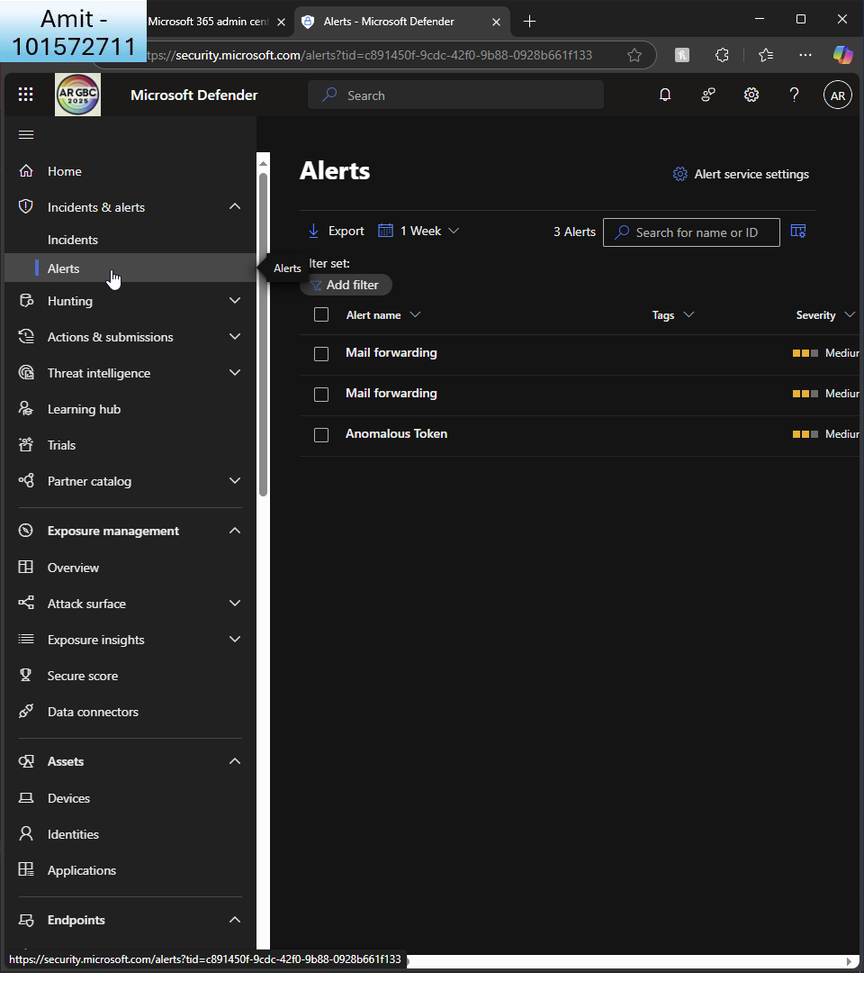 Amit -
101572711
Microsoft 365 admin cent
Alerts - Microsoft Defender
tps://security.microsoft.com/alerts?tid=c891450f-9cdc-42f0-9b88-0928b661f133
AR GBC
2025
Microsoft Defender
Search
AR
Home
Incidents & alerts
Incidents
Alerts
Hunting
Actions & submissions
Threat intelligence
Learning hub
Trials
Partner catalog
Exposure management
Overview
Attack surface
Exposure insights
Secure score
Data connectors
Assets
Devices
Identities
Applications
Endpoints
Alerts
Alerts
Alert service settings
Export
1 Week
3 Alerts
Search for name or ID
lter set:
Add filter
Alert name Tags Severity
Mail forwarding Mediur
Mail forwarding Mediur
Anomalous Token Mediur
https://security.microsoft.com/alerts?tid=c891450f-9cdc-42f0-9b88-0928b661f133